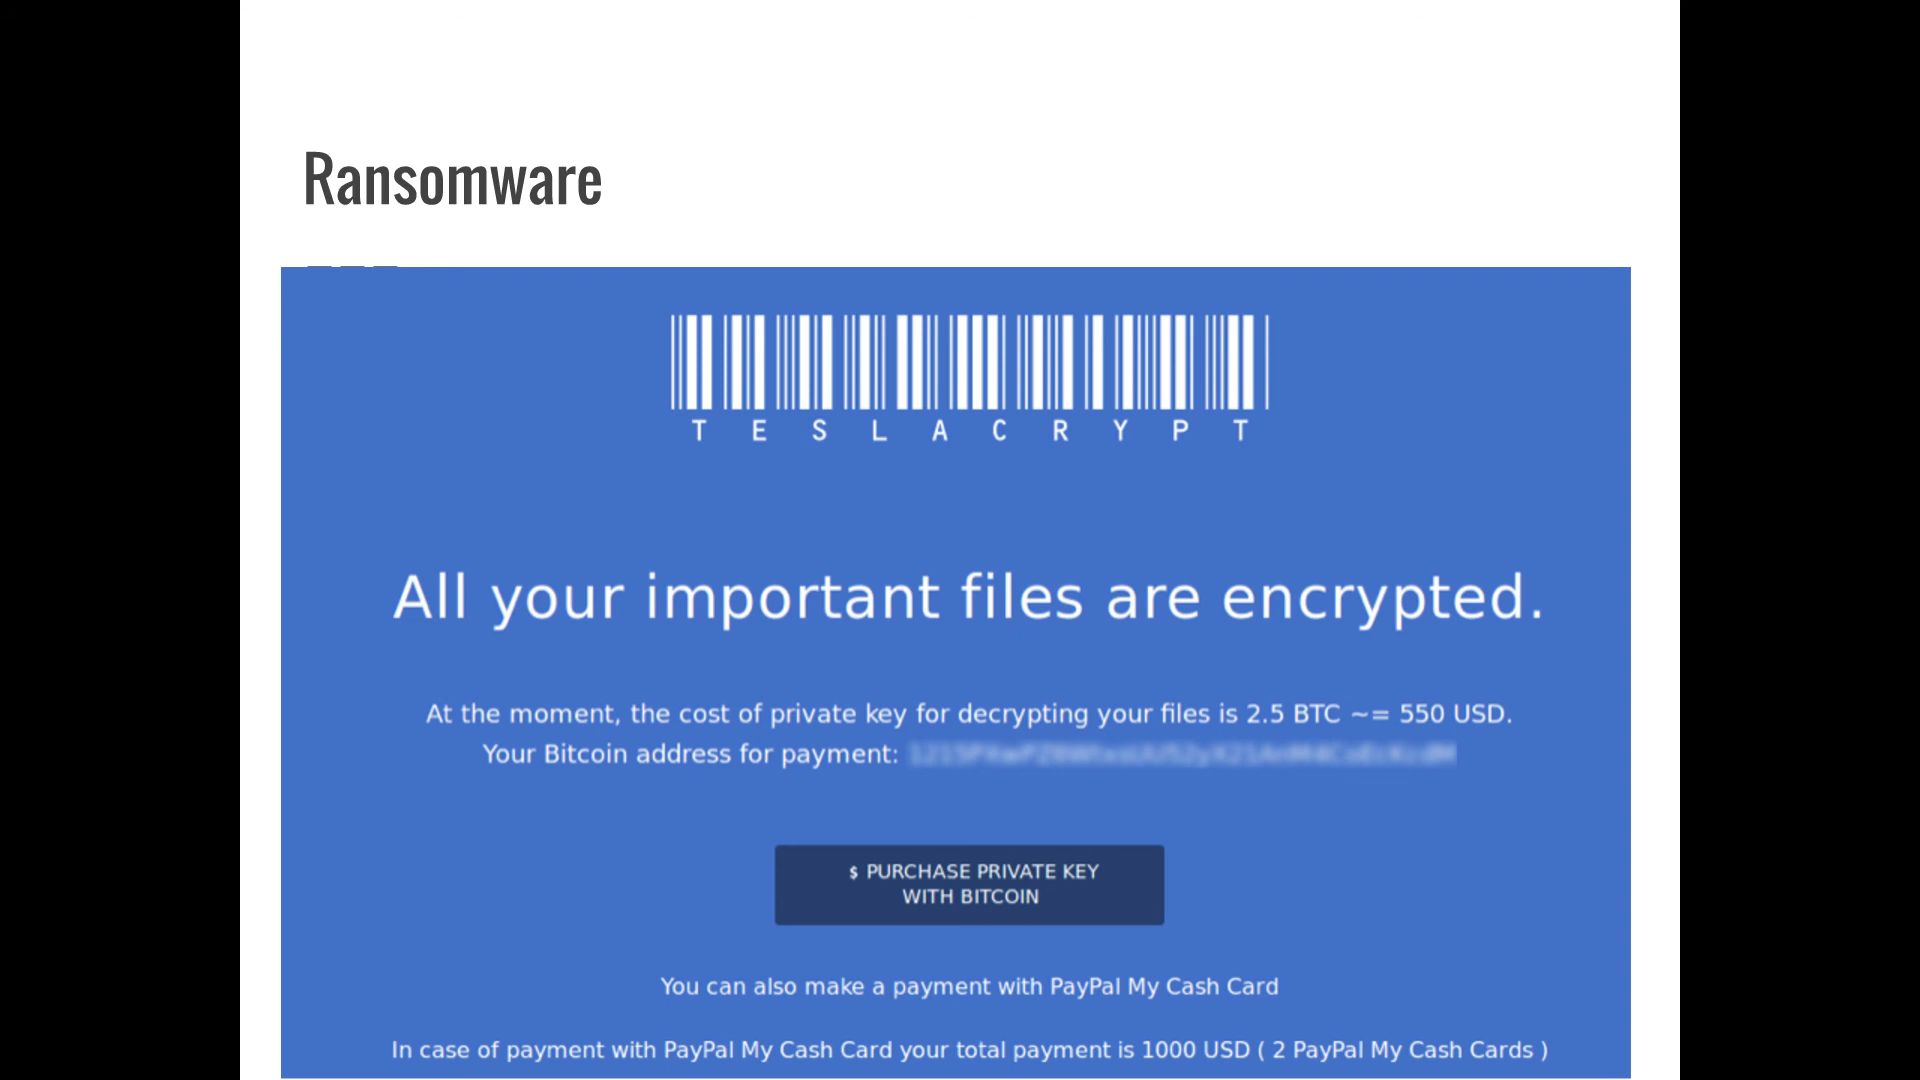 Ransomware
T E S L A C R Y P T
All your important files are encrypted.
At the moment, the cost of private key for decrypting your files is 2.5 BTC ~= 550 USD.
Your Bitcoin address for payment:
$ PURCHASE PRIVATE KEY
WITH BITCOIN
You can also make a payment with PayPal My Cash Card
In case of payment with PayPal My Cash Card your total payment is 1000 USD ( 2 PayPal My Cash Cards )